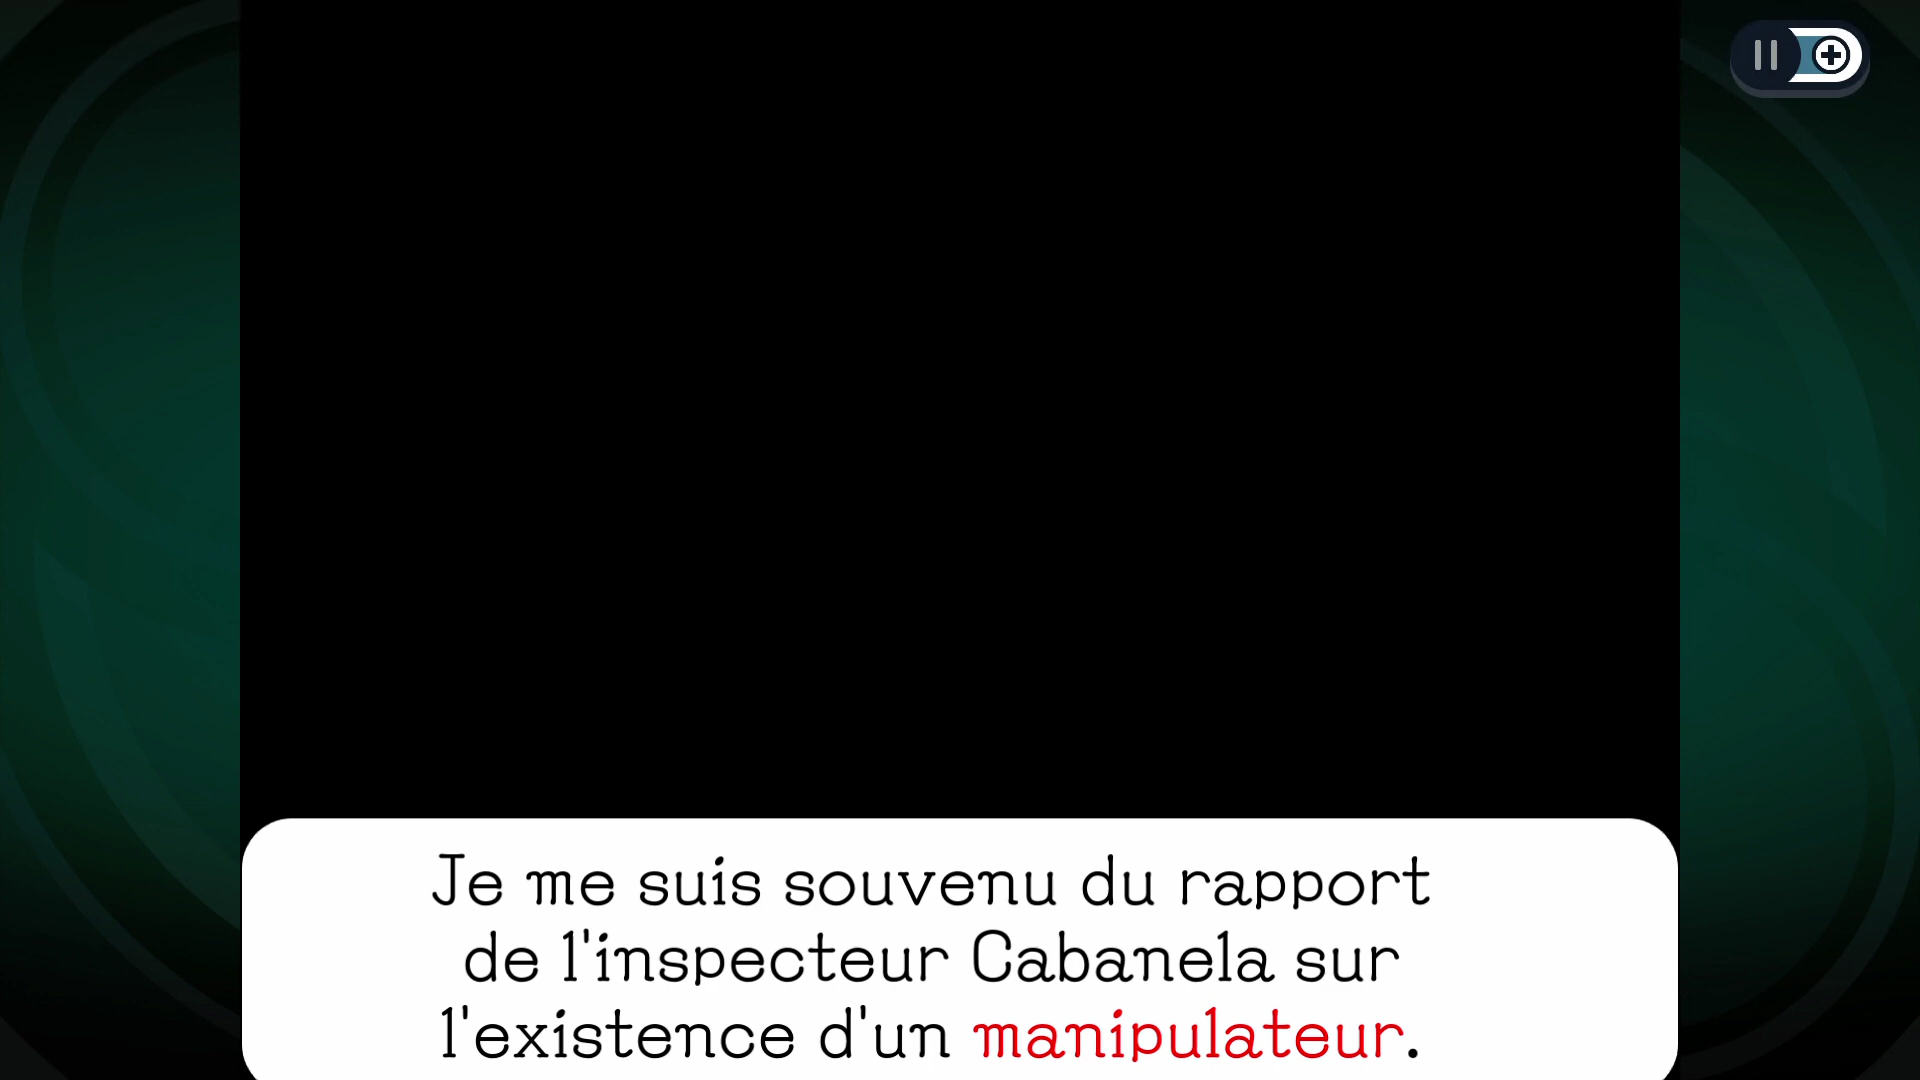 Je me suis souvenu du rapport
de l'inspecteur Cabanela sur
l'existence d'un manipulateur.